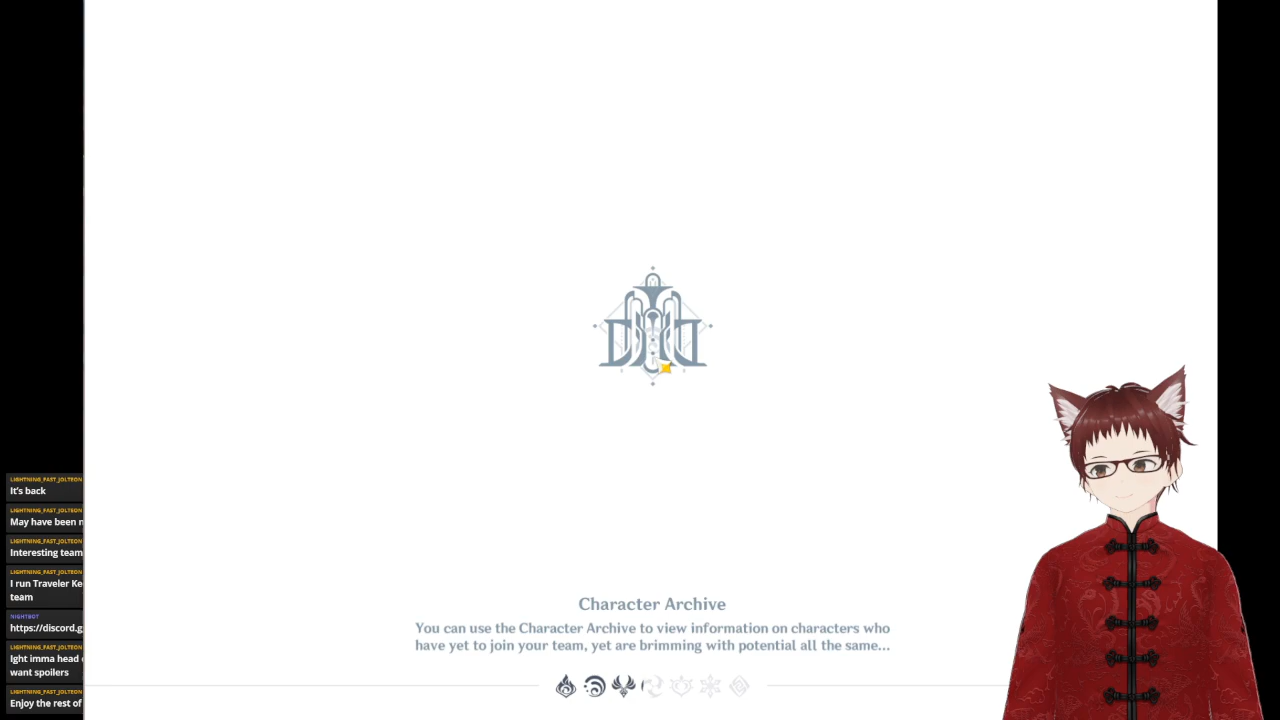 LIGHTNING_FAST_JOLTEON
It's back
LIGHTNING_FAST_JOLTEON
May have been
LIGHTNING_FAST_JOLTEON
Interesting team
LIGHTNING_FAST_JOLTEON
I run Traveler
team
NIGHTBOT
https://discord.g
LIGHTNING_FAST_JOLTEON
Ight imma head
want spoilers
LIGHTNING_FAST_JOLTEON
Enjoy the rest of
Character Archive
You can use the Character Archive to view information on characters who
have yet to join your team, yet are brimming with potential all the same...